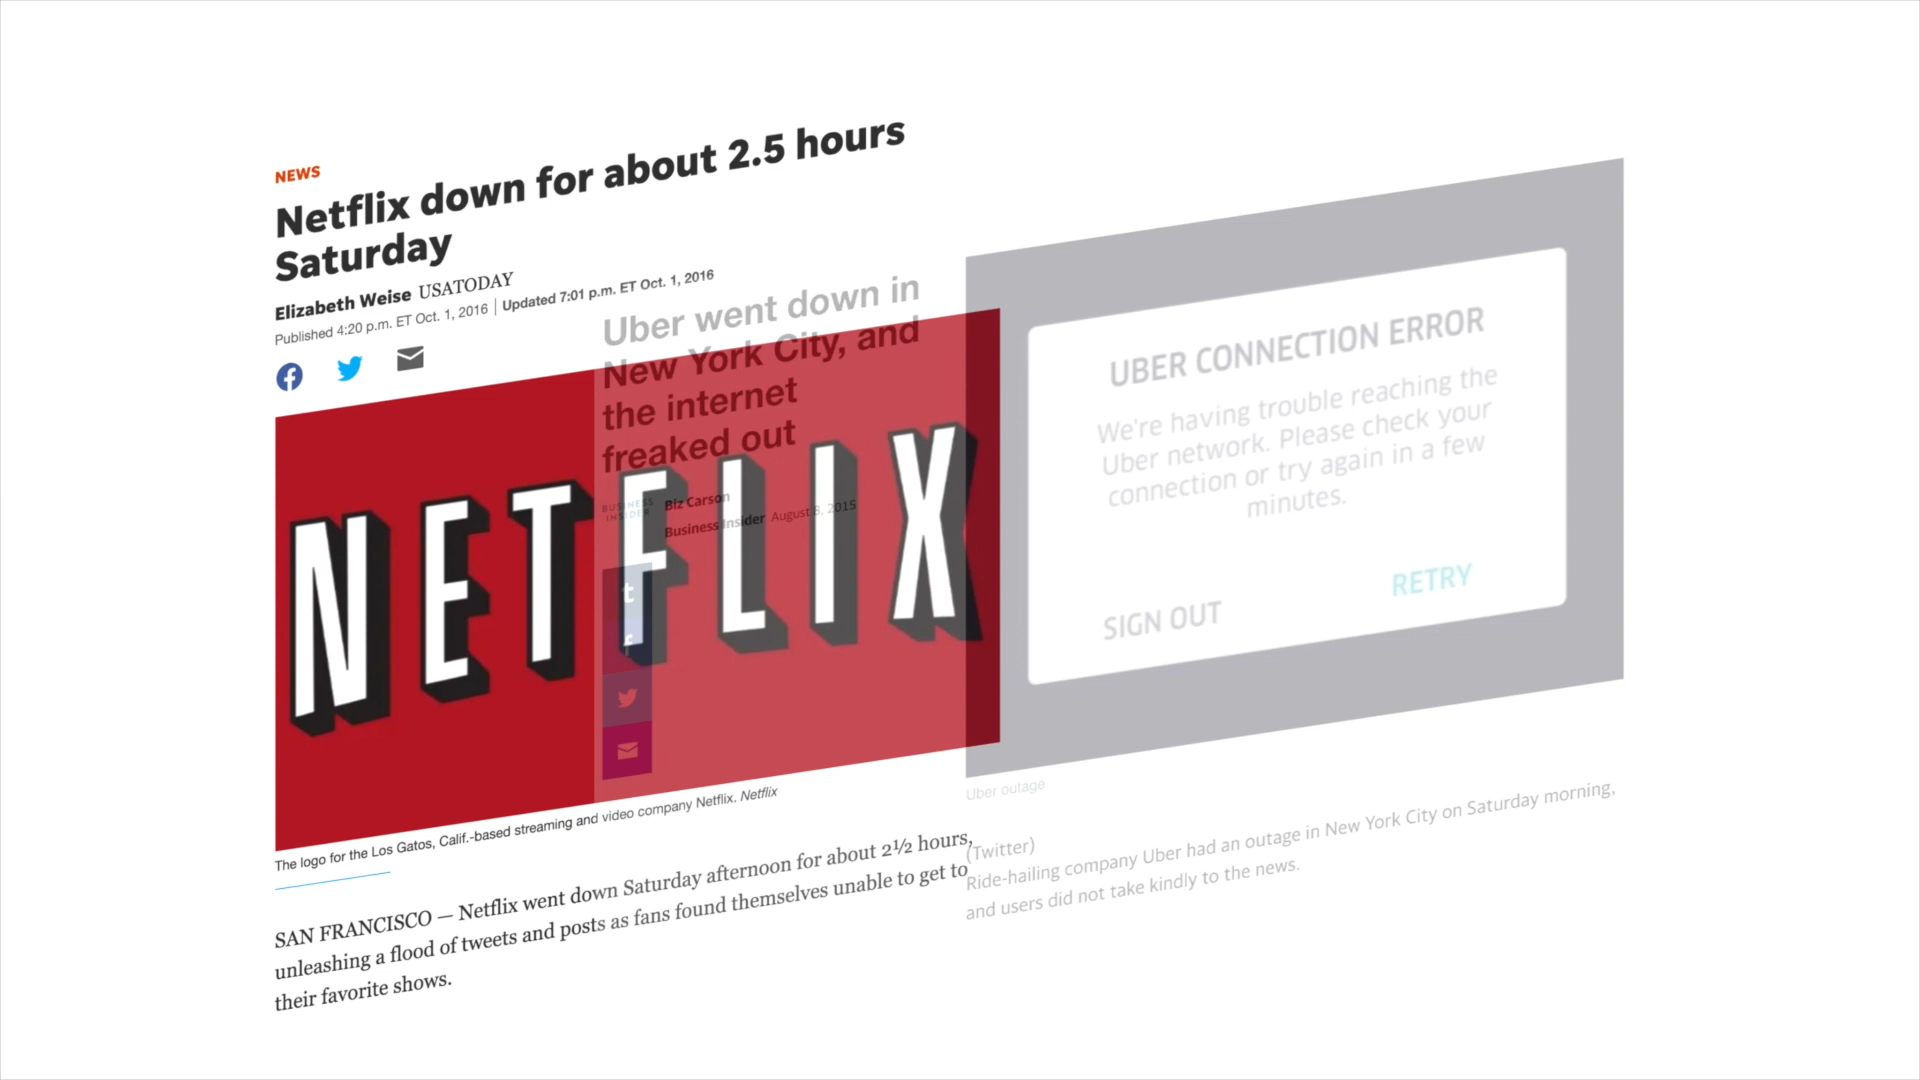 NEWS
Netflix down for about 2.5 hours
Saturday
Elizabeth Weise USATODAY
Published 4:20 p.m. ET Oct. 1, 2016 | Updated 7:01 p.m. ET Oct. 1, 2016
NETFLIX
The logo for the Los Gatos, Calif.-based streaming and video company Netflix. Netflix
SAN FRANCISCO — Netflix went down Saturday afternoon for about 2½ hours,
unleashing a flood of tweets and posts as fans found themselves unable to get to
their favorite shows.
Uber went down in
New York City, and
the internet
freaked out
BUSINESS
INSIDER
Biz Carson
Business Insider August 8, 2015
UBER CONNECTION ERROR
We're having trouble reaching the
Uber network. Please check your
connection or try again in a few
minutes.
SIGN OUT
RETRY
Uber outage
(Twitter)
Ride-hailing company Uber had an outage in New York City on Saturday morning,
and users did not take kindly to the news.